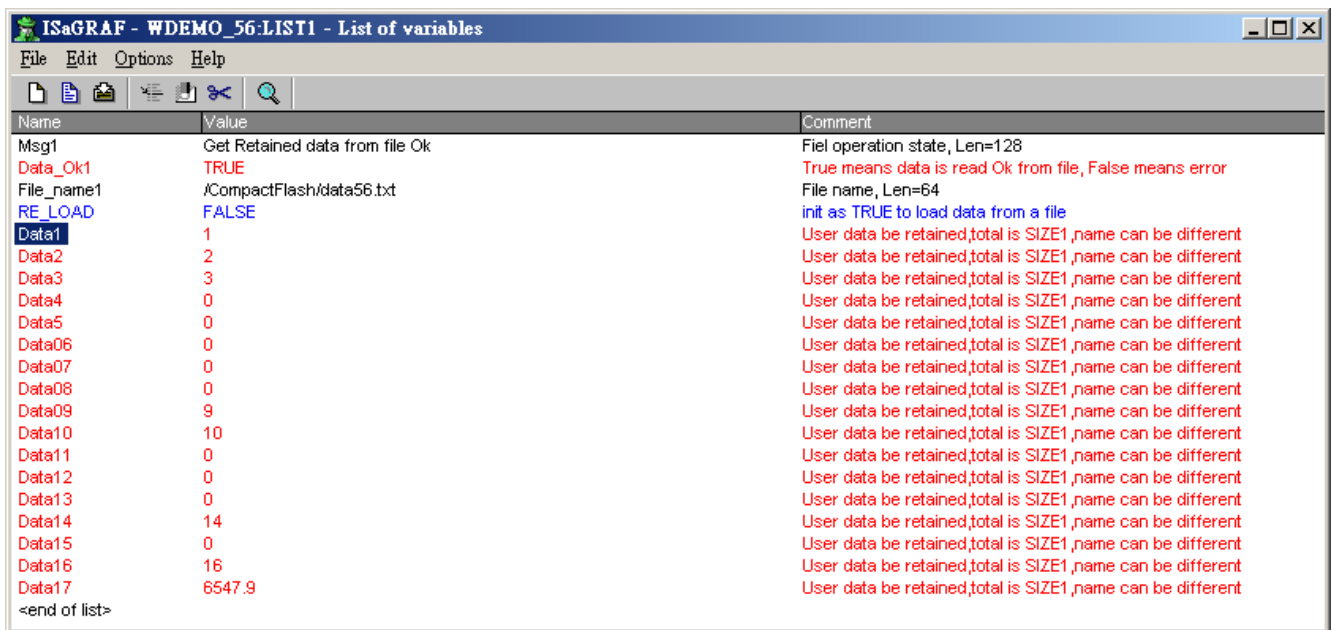 ISaGRAF - WDEMO_56:LIST1 - List of variables
File Edit Options Help
Name Value Comment
Msg1 Get Retained data from file Ok Fiel operation state, Len=128
Data_Ok1 TRUE True means data is read Ok from file, False means error
File_name1 /CompactFlash/data56.txt File name, Len=64
RE_LOAD FALSE init as TRUE to load data from a file
Data1 1 User data be retained,total is SIZE1,name can be different
Data2 2 User data be retained,total is SIZE1,name can be different
Data3 3 User data be retained,total is SIZE1,name can be different
Data4 0 User data be retained,total is SIZE1,name can be different
Data5 0 User data be retained,total is SIZE1,name can be different
Data06 0 User data be retained,total is SIZE1,name can be different
Data07 0 User data be retained,total is SIZE1,name can be different
Data08 0 User data be retained,total is SIZE1,name can be different
Data09 9 User data be retained,total is SIZE1,name can be different
Data10 10 User data be retained,total is SIZE1,name can be different
Data11 0 User data be retained,total is SIZE1,name can be different
Data12 0 User data be retained,total is SIZE1,name can be different
Data13 0 User data be retained,total is SIZE1,name can be different
Data14 14 User data be retained,total is SIZE1,name can be different
Data15 0 User data be retained,total is SIZE1,name can be different
Data16 16 User data be retained,total is SIZE1,name can be different
Data17 6547.9 User data be retained,total is SIZE1,name can be different
<end of list>